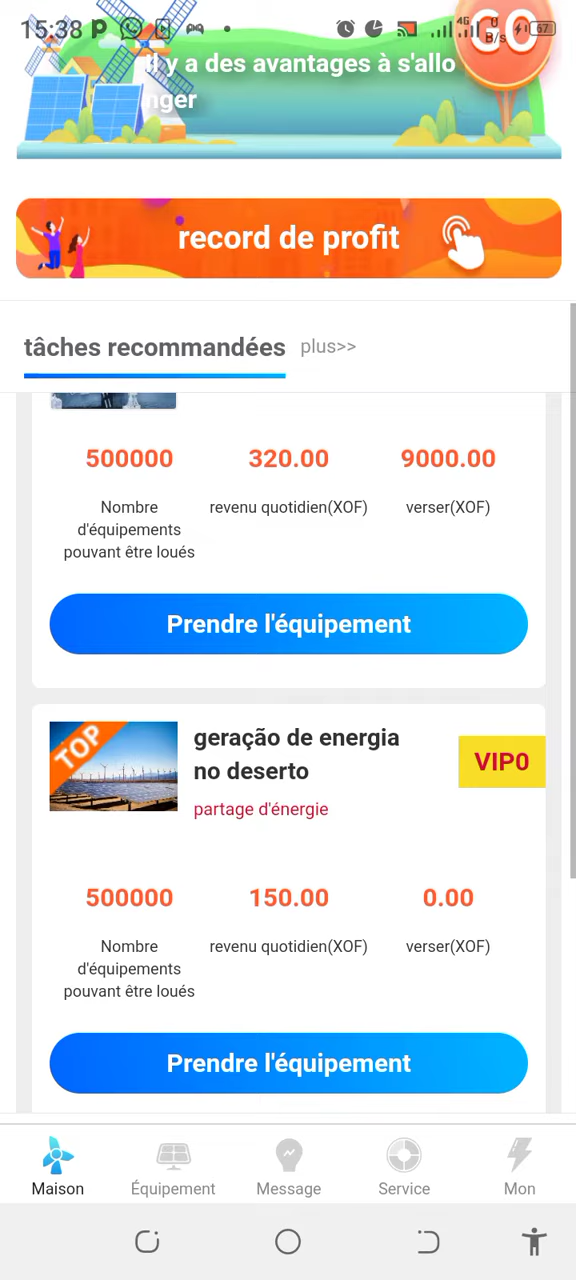 15:38
4G
B/s
67
CO
il y a des avantages à s'allo
nger
record de profit
tâches recommandées plus>>
500000 320.00 9000.00
Nombre revenu quotidien(XOF) verser(XOF)
d'équipements
pouvant être loués
Prendre l'équipement
TOP
geração de energia
no deserto
VIP0
partage d'énergie
500000 150.00 0.00
Nombre revenu quotidien(XOF) verser(XOF)
d'équipements
pouvant être loués
Prendre l'équipement
Maison Équipement Message Service Mon